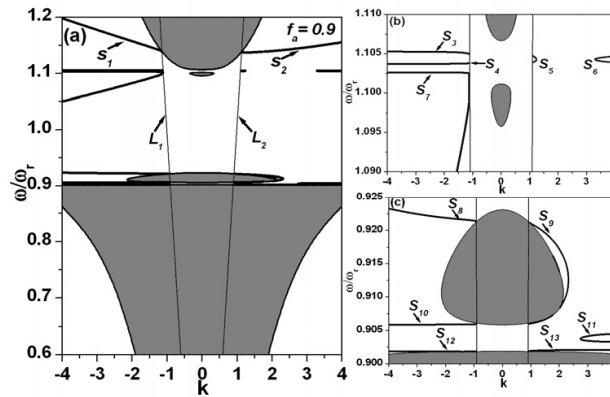 (a)
f_a = 0.9
S_1
S_2
L_1
L_2
ω/ω_r
1.2
1.1
1.0
0.9
0.8
0.7
0.6
-4 -3 -2 -1 0 1 2 3 4
k
(b)
S_3
S_4
S_5
S_6
S_7
ω/ω_r
1.110
1.105
1.100
1.095
1.090
-4 -3 -2 -1 0 1 2 3
k
(c)
S_8
S_9
S_10
S_11
S_12
S_13
ω/ω_r
0.925
0.920
0.915
0.910
0.905
0.900
-4 -3 -2 -1 0 1 2 3
k